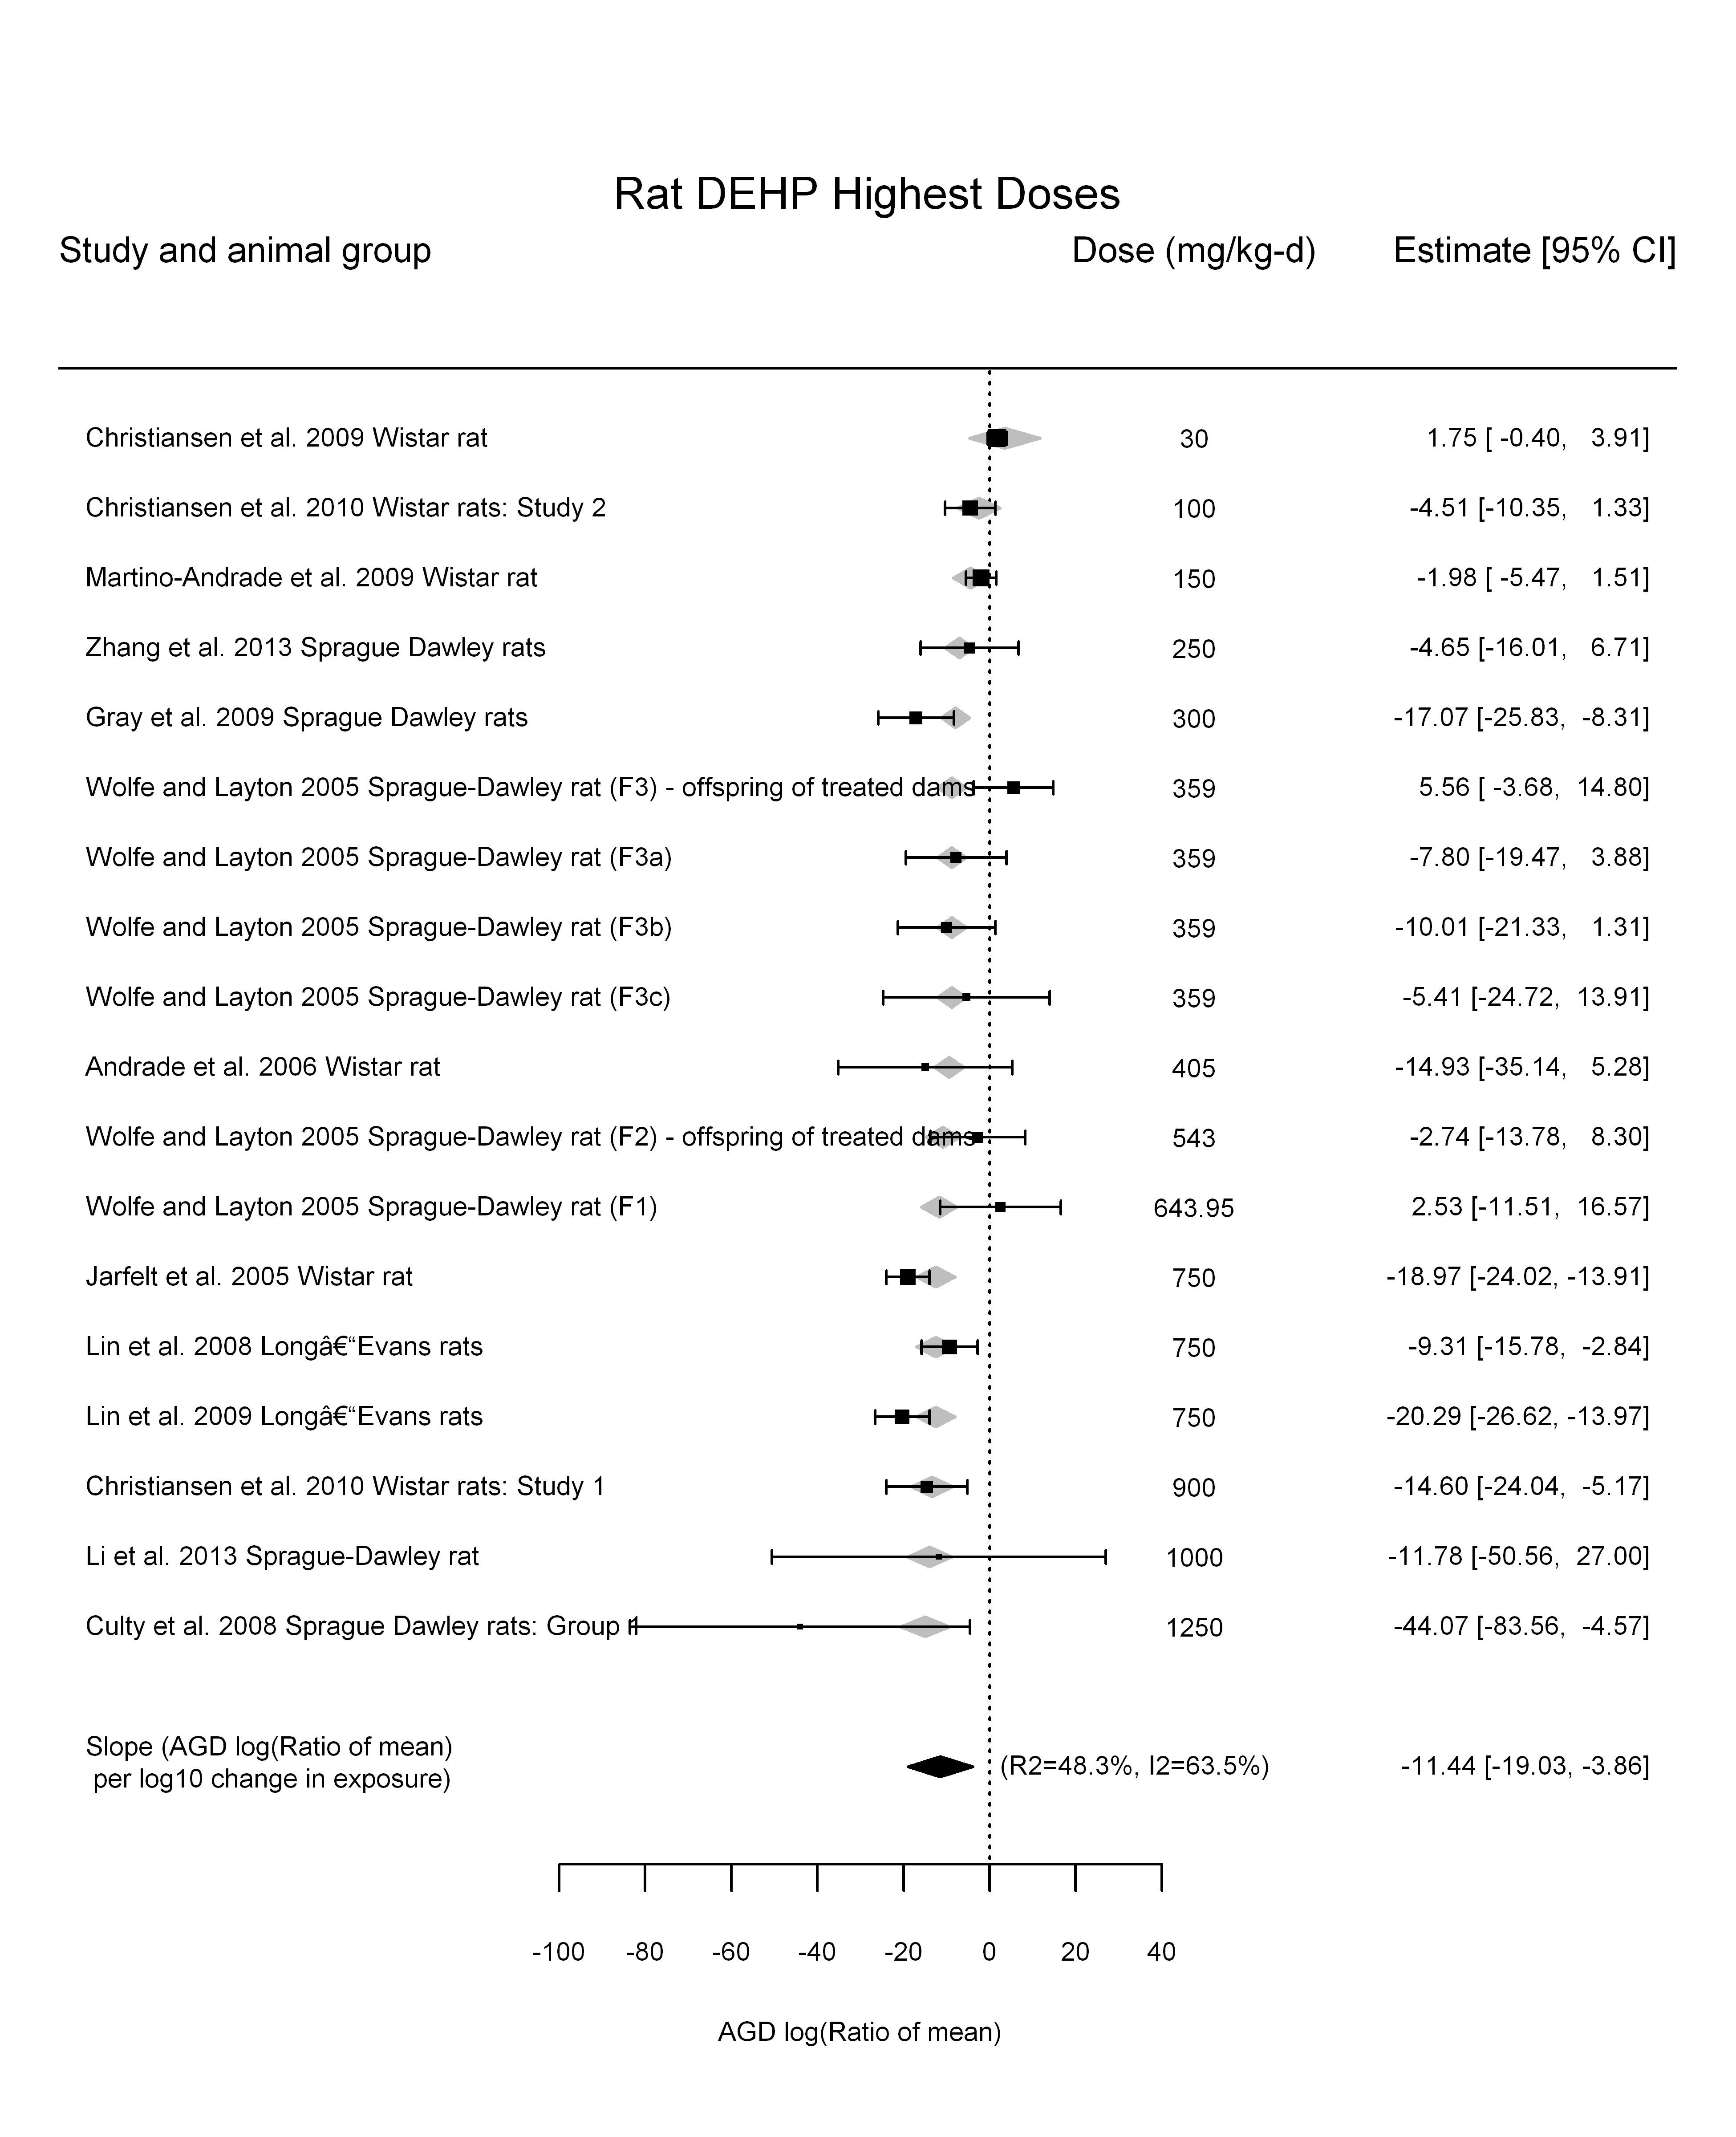 Rat DEHP Highest Doses
Study and animal group Dose (mg/kg-d) Estimate [95% CI]
Christiansen et al. 2009 Wistar rat 30 1.75 [ -0.40, 3.91]
Christiansen et al. 2010 Wistar rats: Study 2 100 -4.51 [-10.35, 1.33]
Martino-Andrade et al. 2009 Wistar rat 150 -1.98 [ -5.47, 1.51]
Zhang et al. 2013 Sprague Dawley rats 250 -4.65 [-16.01, 6.71]
Gray et al. 2009 Sprague Dawley rats 300 -17.07 [-25.83, -8.31]
Wolfe and Layton 2005 Sprague-Dawley rat (F3) - offspring of treated dams 359 5.56 [ -3.68, 14.80]
Wolfe and Layton 2005 Sprague-Dawley rat (F3a) 359 -7.80 [-19.47, 3.88]
Wolfe and Layton 2005 Sprague-Dawley rat (F3b) 359 -10.01 [-21.33, 1.31]
Wolfe and Layton 2005 Sprague-Dawley rat (F3c) 359 -5.41 [-24.72, 13.91]
Andrade et al. 2006 Wistar rat 405 -14.93 [-35.14, 5.28]
Wolfe and Layton 2005 Sprague-Dawley rat (F2) - offspring of treated dams 543 -2.74 [-13.78, 8.30]
Wolfe and Layton 2005 Sprague-Dawley rat (F1) 643.95 2.53 [-11.51, 16.57]
Jarfelt et al. 2005 Wistar rat 750 -18.97 [-24.02, -13.91]
Lin et al. 2008 Longâ€“Evans rats 750 -9.31 [-15.78, -2.84]
Lin et al. 2009 Longâ€“Evans rats 750 -20.29 [-26.62, -13.97]
Christiansen et al. 2010 Wistar rats: Study 1 900 -14.60 [-24.04, -5.17]
Li et al. 2013 Sprague-Dawley rat 1000 -11.78 [-50.56, 27.00]
Culty et al. 2008 Sprague Dawley rats: Group 1250 -44.07 [-83.56, -4.57]
Slope (AGD log(Ratio of mean)
per log10 change in exposure) (R2=48.3%, I2=63.5%) -11.44 [-19.03, -3.86]
-100 -80 -60 -40 -20 0 20 40
AGD log(Ratio of mean)